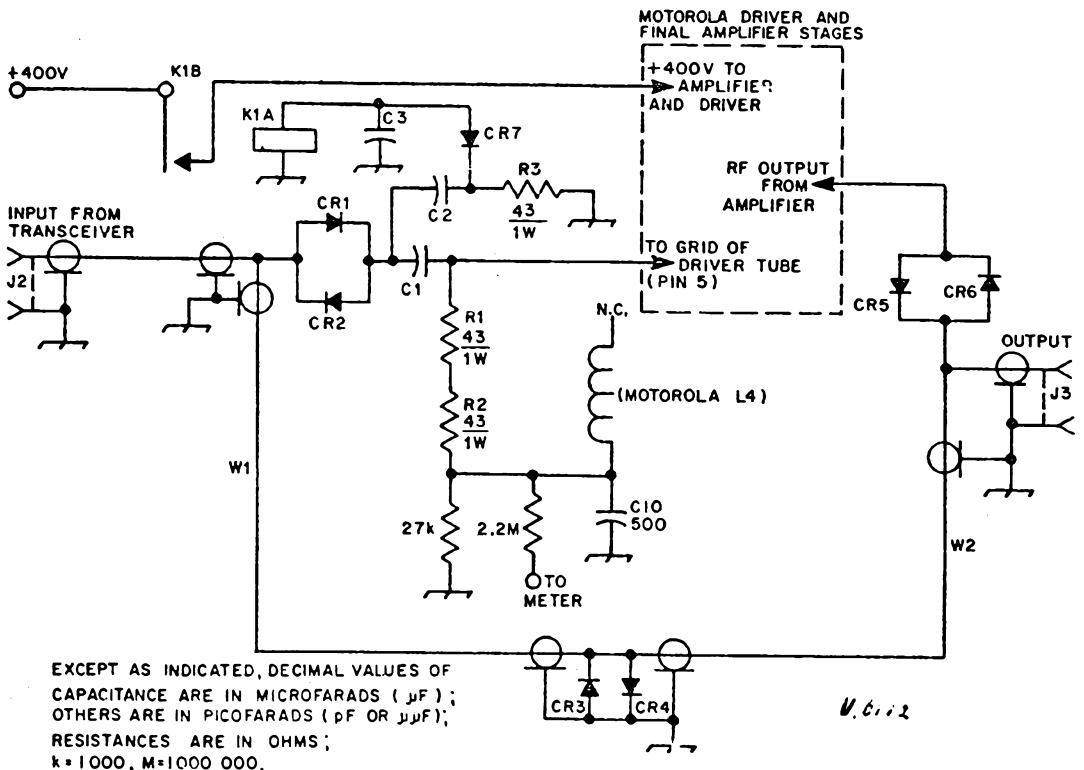 MOTOROLA DRIVER AND
FINAL AMPLIFIER STAGES
+400V
K1B
+400V TO
AMPLIFIER
AND DRIVER
K1A
C3
CR7
R3
43
1W
C2
RF OUTPUT
FROM
AMPLIFIER
INPUT FROM
TRANSCEIVER
CR1
J2
C1
TO GRID OF
DRIVER TUBE
(PIN 5)
CR2
CR5
CR6
N.C.
R1
43
1W
OUTPUT
J3
(MOTOROLA L4)
R2
43
1W
W1
C10
500
27k
2.2M
W2
TO
METER
EXCEPT AS INDICATED, DECIMAL VALUES OF
CAPACITANCE ARE IN MICROFARADS (µF);
OTHERS ARE IN PICOFARADS (pF OR µµF);
RESISTANCES ARE IN OHMS;
k=1000, M=1000 000.
CR3
CR4